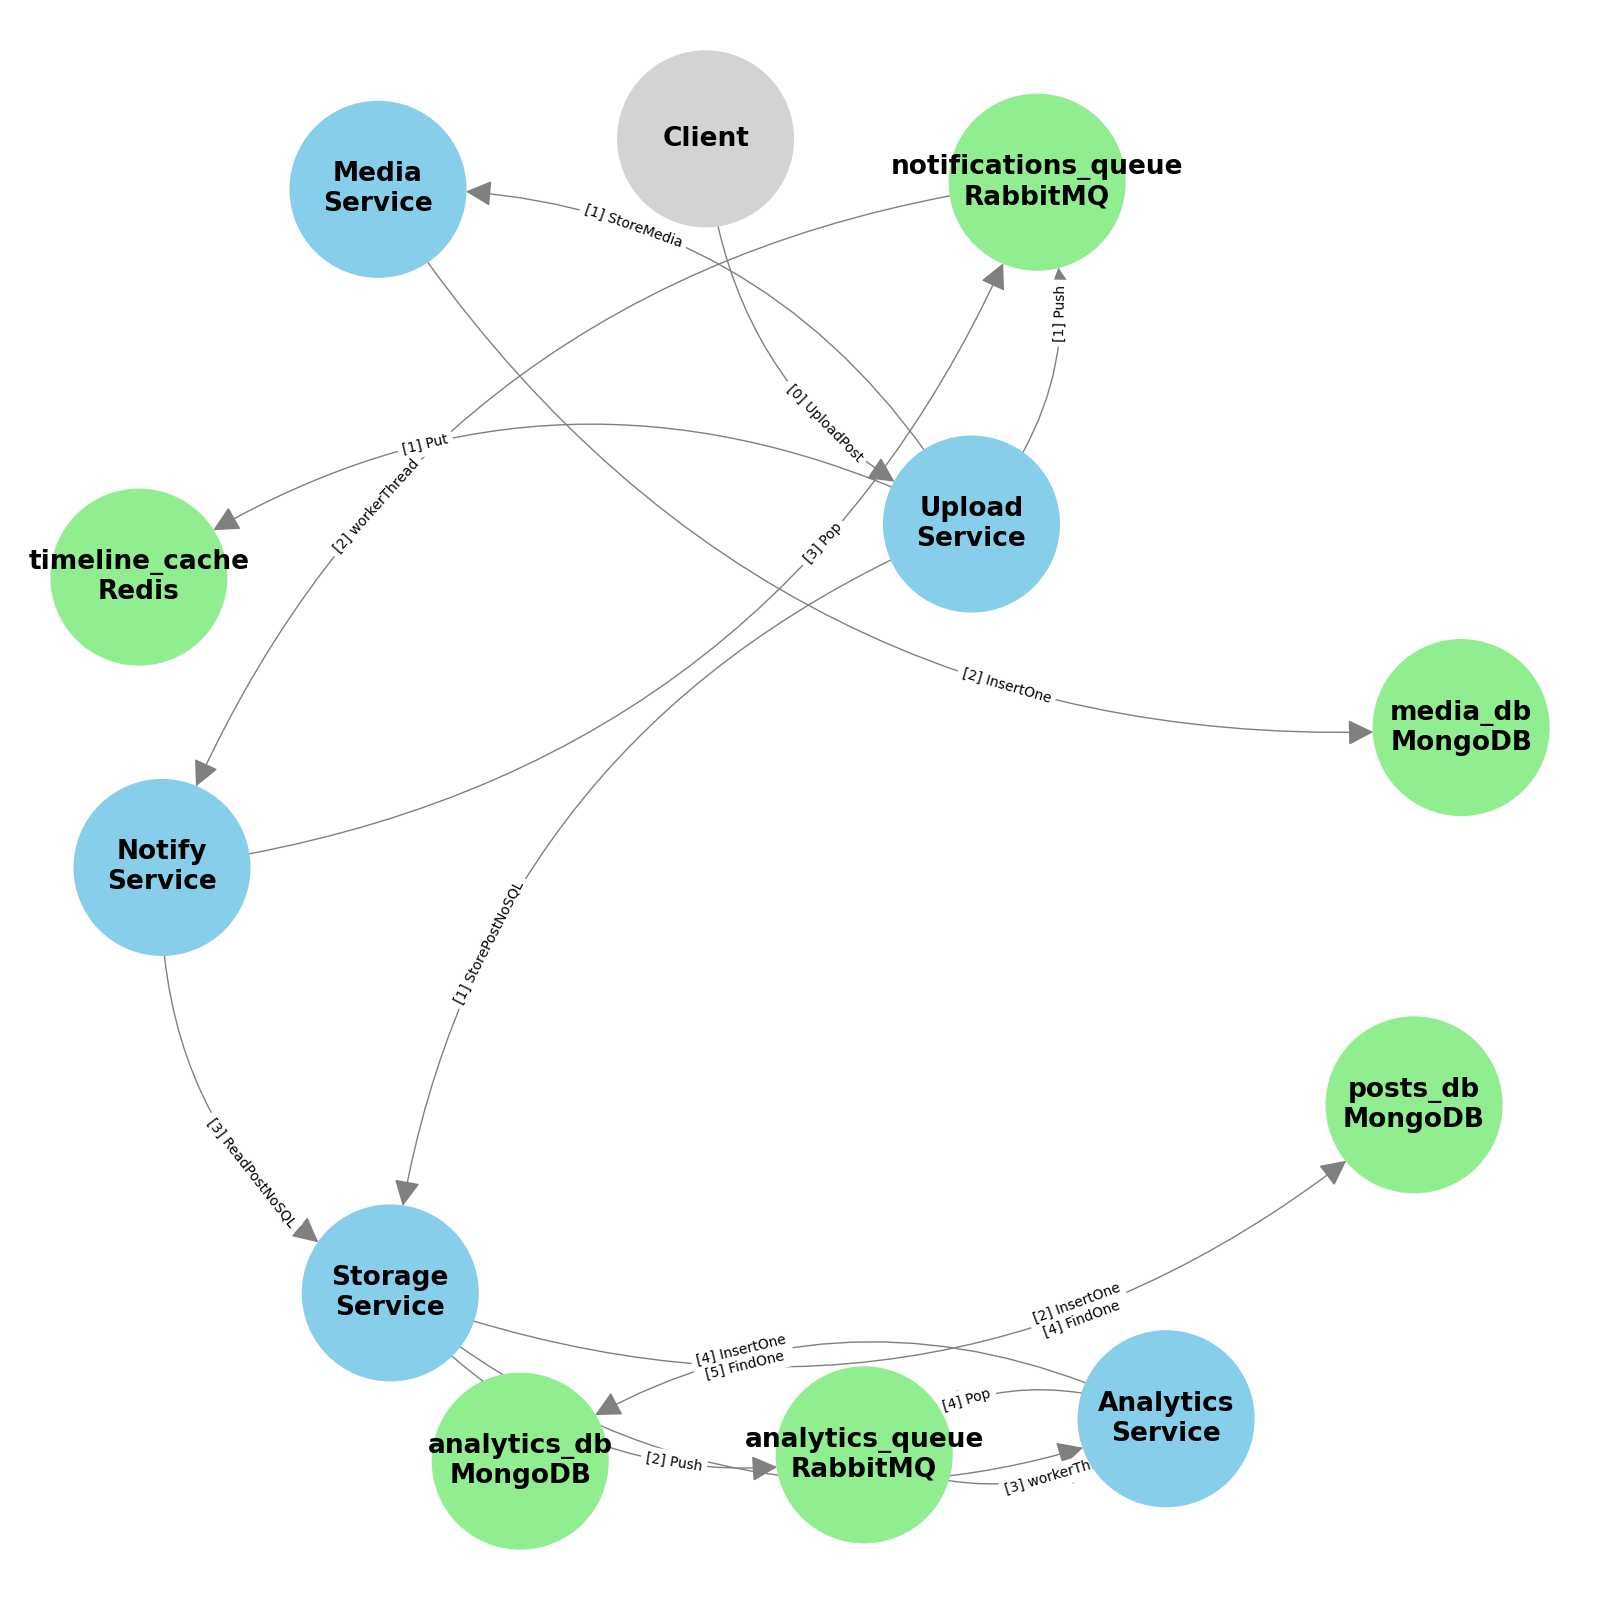 Client
Media
Service
notifications_queue
RabbitMQ
[1] StoreMedia
[1] Push
[0] UploadPost
[1] Put
[2] workerThread
[3] Pop
Upload
Service
timeline_cache
Redis
[2] InsertOne
media_db
MongoDB
Notify
Service
[1] StorePostNoSQL
[3] ReadPostNoSQL
posts_db
MongoDB
Storage
Service
[2] InsertOne
[4] FindOne
[4] InsertOne
[5] FindOne
[4] Pop
Analytics
Service
analytics_db
MongoDB
[2] Push
analytics_queue
RabbitMQ
[3] workerTh